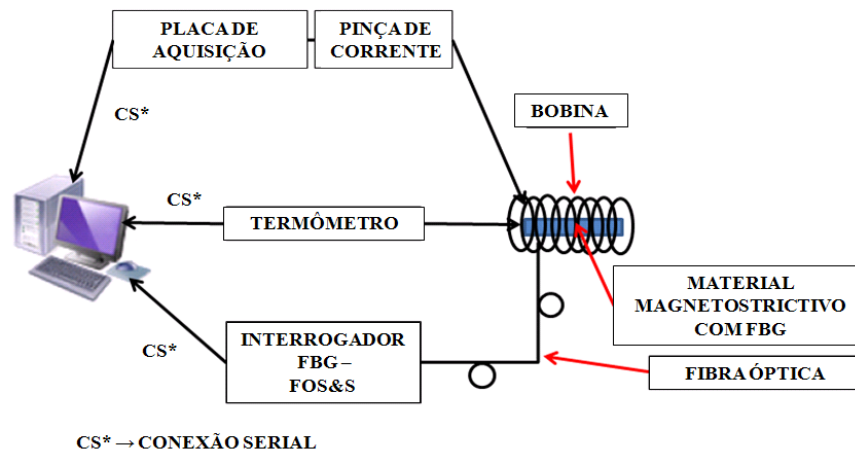 PLACA DE
AQUISIÇÃO
PINÇA DE
CORRENTE
CS*
BOBINA
CS*
TERMÔMETRO
MATERIAL
MAGNETOSTRICTIVO
COM FBG
CS*
INTERROGADOR
FBG –
FOS&S
FIBRA ÓPTICA
CS* → CONEXÃO SERIAL